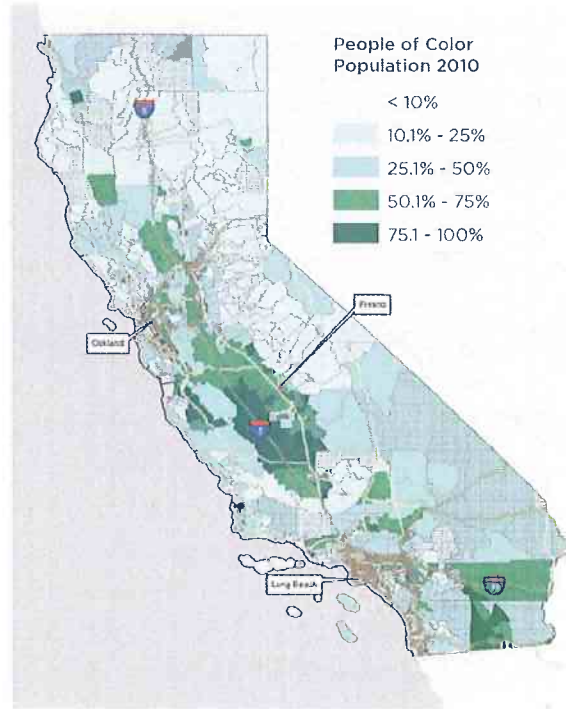 People of Color
Population 2010
< 10%
10.1% - 25%
25.1% - 50%
50.1% - 75%
75.1 - 100%
Fresno
Oakland
5
Long Beach